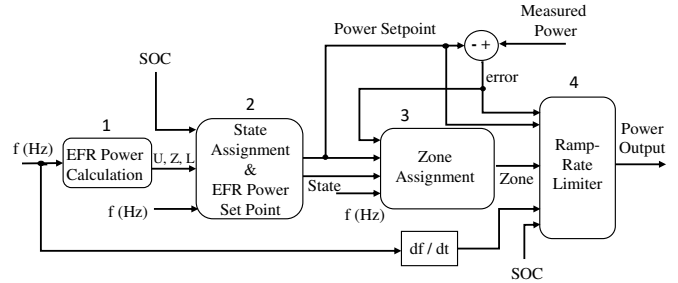 Measured
Power
Power Setpoint
- +
error
SOC
1
2
3
4
f (Hz)
EFR Power
Calculation
U, Z, L
State
Assignment
&
EFR Power
Set Point
f (Hz)
State
f (Hz)
Zone
Assignment
Zone
Ramp-
Rate
Limiter
Power
Output
df / dt
SOC